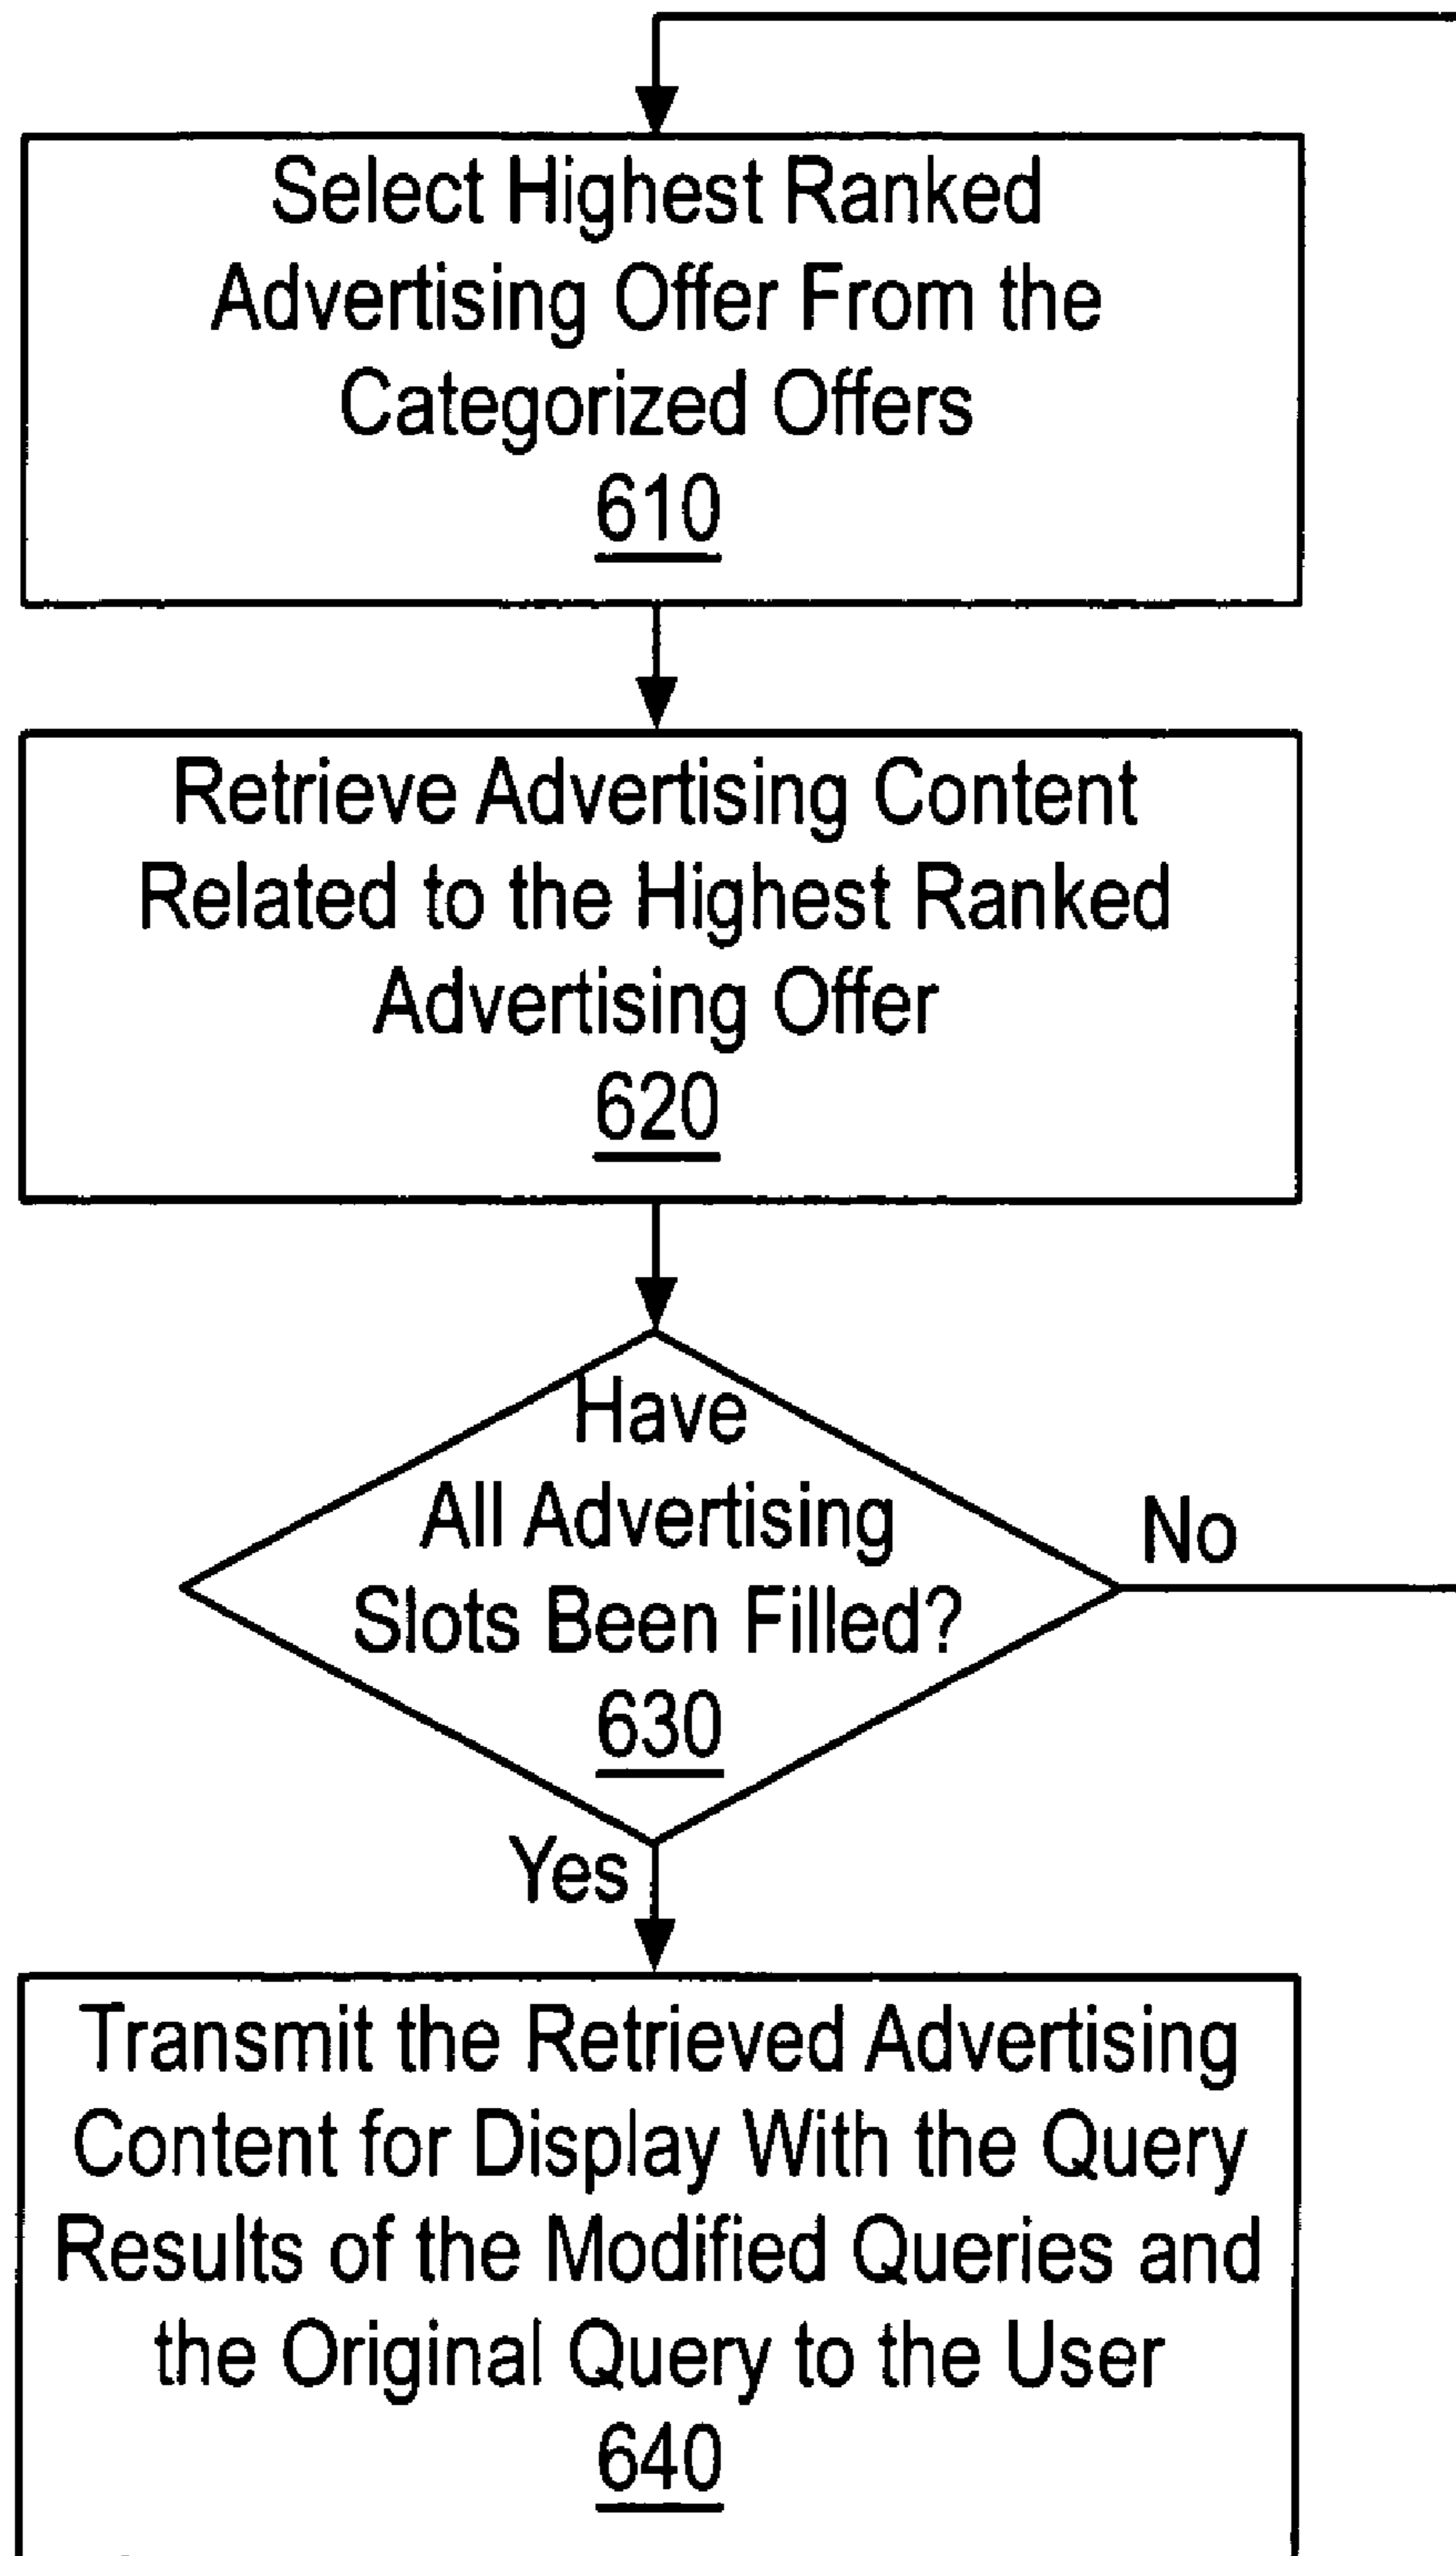 Select Highest Ranked
Advertising Offer From the
Categorized Offers
610
Retrieve Advertising Content
Related to the Highest Ranked
Advertising Offer
620
Have
All Advertising
Slots Been Filled?
630
No
Yes
Transmit the Retrieved Advertising
Content for Display With the Query
Results of the Modified Queries and
the Original Query to the User
640